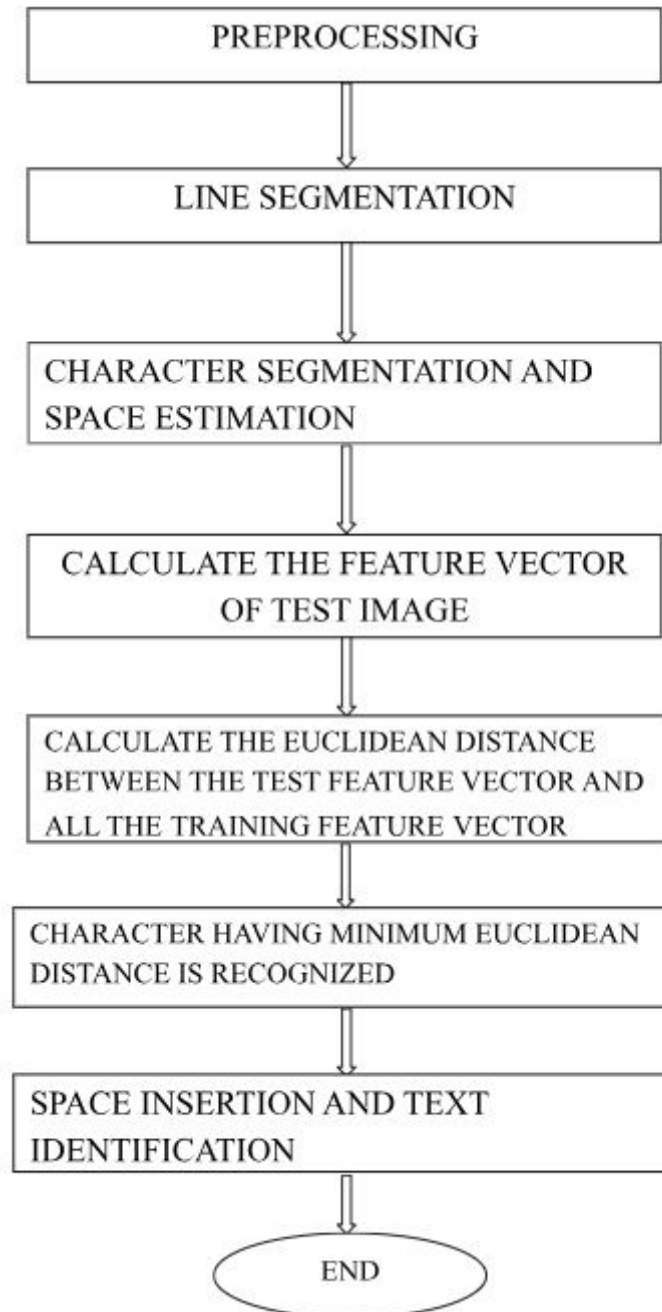 PREPROCESSING
LINE SEGMENTATION
CHARACTER SEGMENTATION AND
SPACE ESTIMATION
CALCULATE THE FEATURE VECTOR
OF TEST IMAGE
CALCULATE THE EUCLIDEAN DISTANCE
BETWEEN THE TEST FEATURE VECTOR AND
ALL THE TRAINING FEATURE VECTOR
CHARACTER HAVING MINIMUM EUCLIDEAN
DISTANCE IS RECOGNIZED
SPACE INSERTION AND TEXT
IDENTIFICATION
END